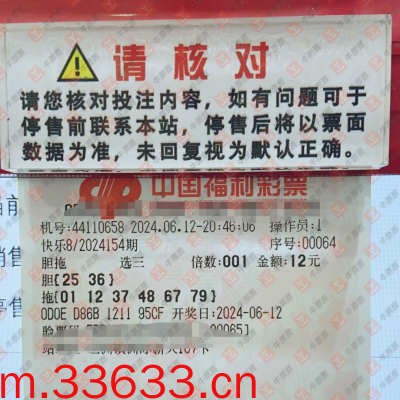 请核对
请您核对投注内容，如有问题可于
停售前联系本站，停售后将以票面
数据为准，未回复视为默认正确。
中国福利彩票
机号:44110658 2024.06.12-20:46:06 操作员:1
快乐8/2024154期 序号:00064
胆拖 选三 倍数:001 金额:12元
胆[25 36]
拖[01 12 37 48 67 79]
0D0E D86B 1211 95CF 开奖日:2024-06-12
00065]
m.33633.cn